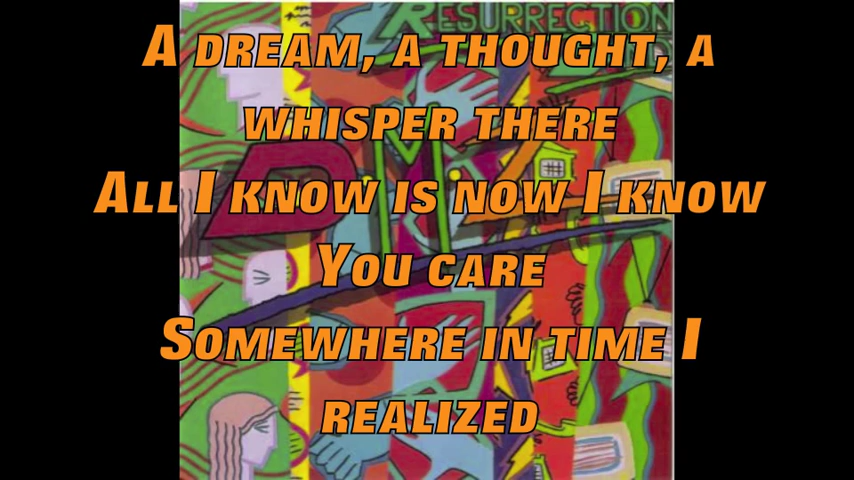 RESURRECTION
A DREAM, A THOUGHT, A
WHISPER THERE
ALL I KNOW IS NOW I KNOW
YOU CARE
SOMEWHERE IN TIME I
REALIZED